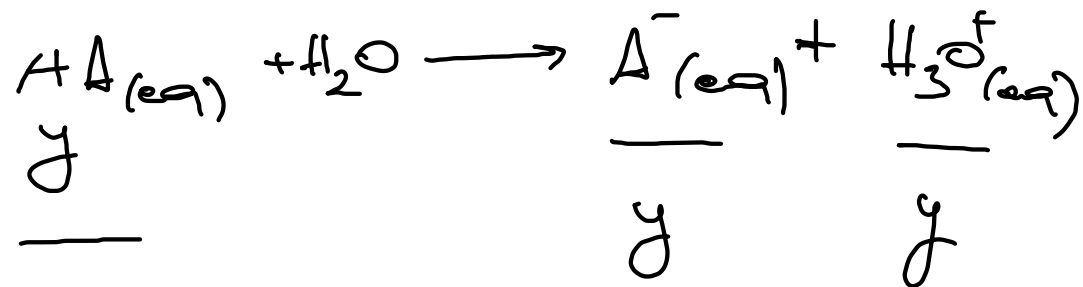 HA(aq) + H₂O ⟶ A⁻(aq) + H₃O⁺(aq)
y y y